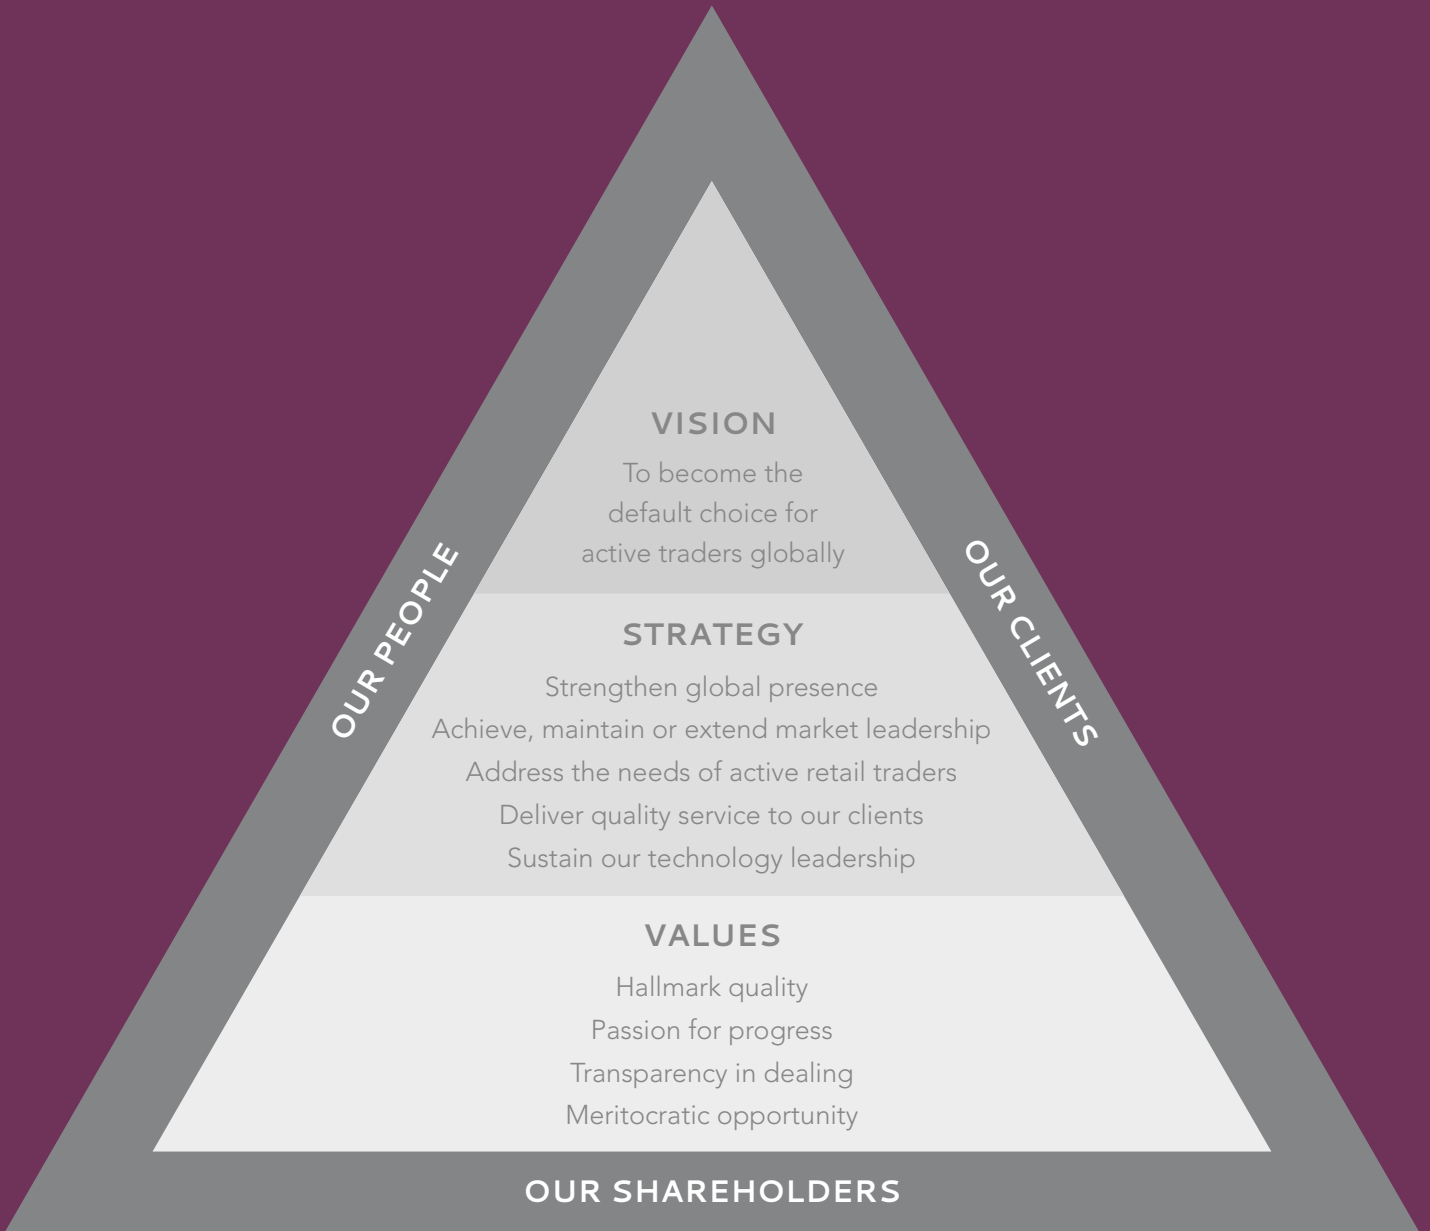 VISION
To become the
default choice for
active traders globally
OUR PEOPLE
OUR CLIENTS
STRATEGY
Strengthen global presence
Achieve, maintain or extend market leadership
Address the needs of active retail traders
Deliver quality service to our clients
Sustain our technology leadership
VALUES
Hallmark quality
Passion for progress
Transparency in dealing
Meritocratic opportunity
OUR SHAREHOLDERS